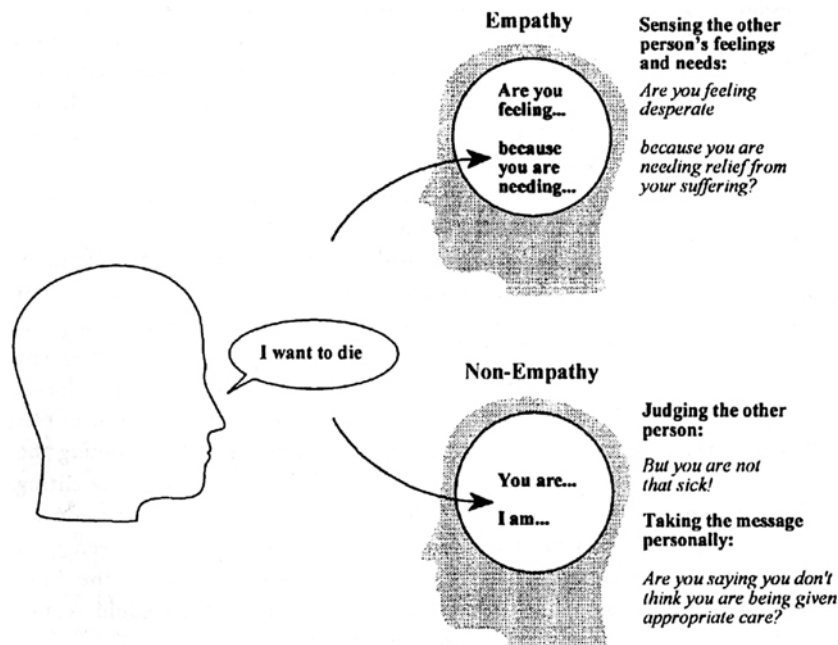 Empathy
Sensing the other
person's feelings
and needs:
Are you
feeling...
because
you are
needing...
Are you feeling
desperate
because you are
needing relief from
your suffering?
I want to die
Non-Empathy
You are...
I am...
Judging the other
person:
But you are not
that sick!
Taking the message
personally:
Are you saying you don't
think you are being given
appropriate care?